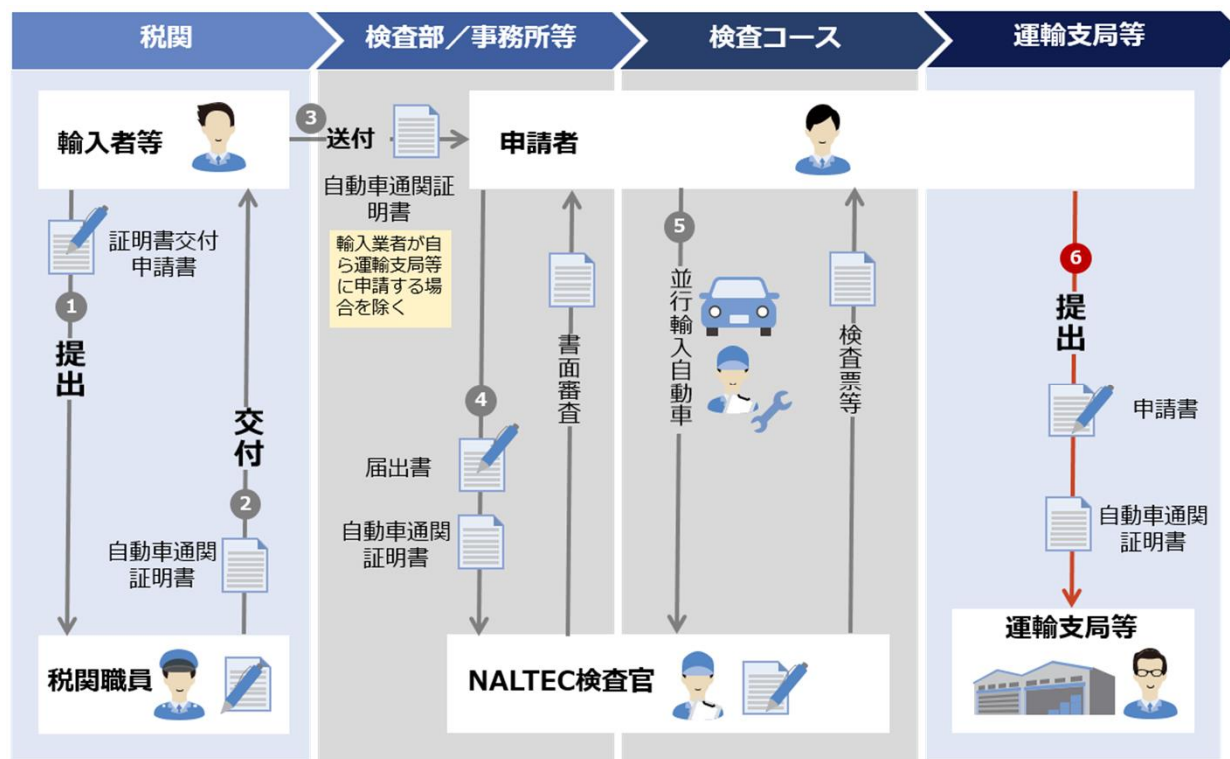 税関
検査部/事務所等
検査コース
運輸支局等
輸入者等
3
送付
申請者
自動車通関証
明書
輸入業者が自
ら運輸支局等
に申請する場
合を除く
証明書交付
申請書
1
提出
2
交付
自動車通関
証明書
4
届出書
自動車通関
証明書
書面審査
5
並行輸入自動車
検査票等
6
提出
申請書
自動車通関
証明書
税関職員
NALTEC検査官
運輸支局等